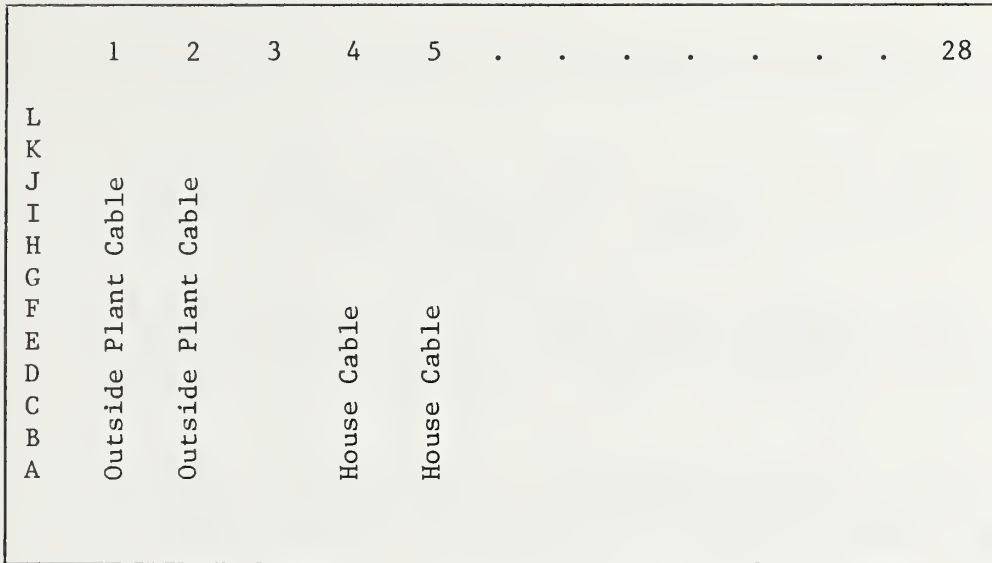 1 2 3 4 5 . . . . . . . 28
L
K
J
I
H
G
F
E
D
C
B
A
Outside Plant Cable
Outside Plant Cable
House Cable
House Cable